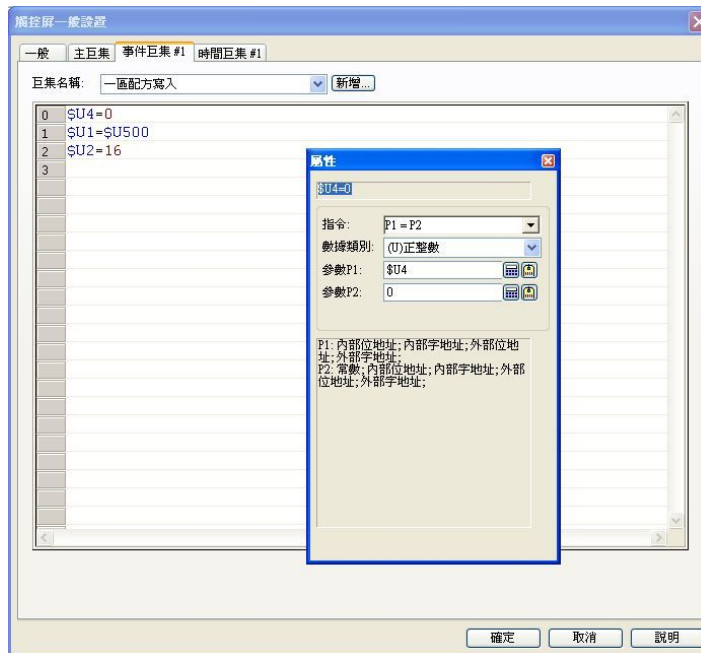 觸控屏一般設置
一般 主巨集 事件巨集 #1 時間巨集 #1
巨集名稱: 一區配方寫入 新增...
0 $U4=0
1 $U1=$U500
2 $U2=16
3
屬性
$U4=0
指令: P1 = P2
數據類別: (U)正整數
參數P1: $U4
參數P2: 0
P1: 內部位地址;內部字地址;外部位地
址;外部字地址;
P2: 常數;內部位地址;內部字地址;外部
位地址;外部字地址;
確定 取消 說明